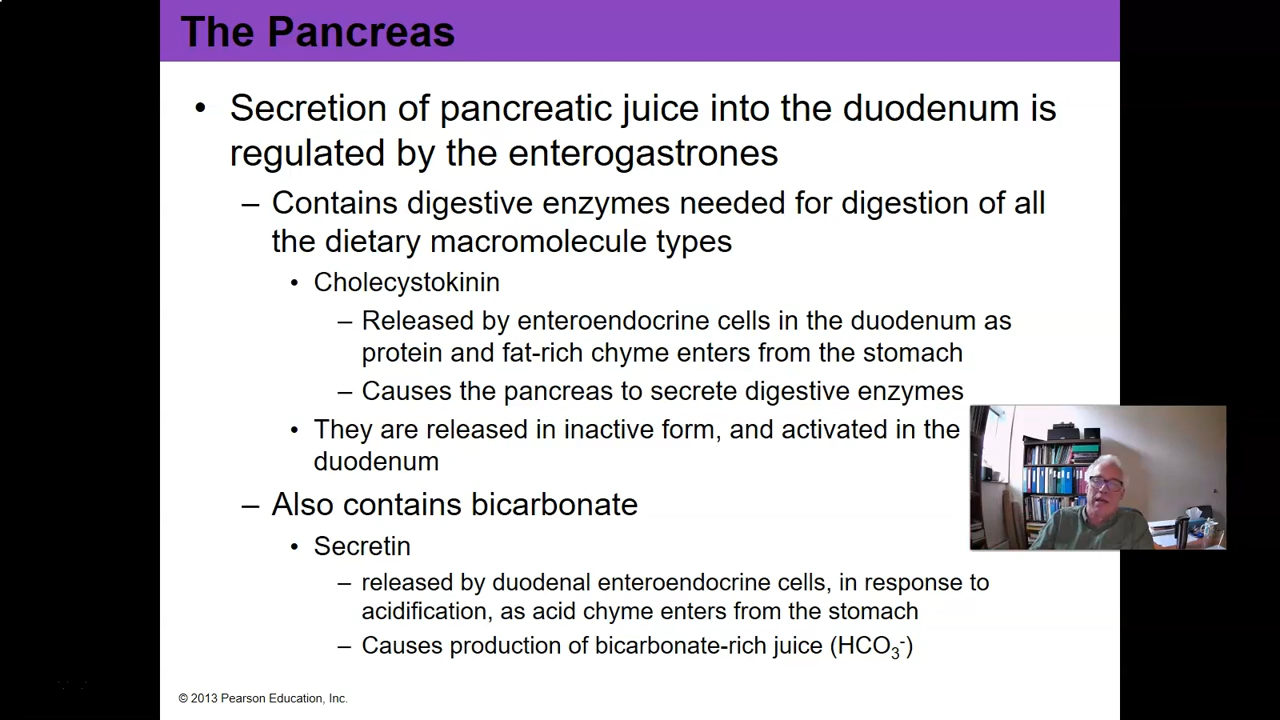 The Pancreas
• Secretion of pancreatic juice into the duodenum is
regulated by the enterogastrones
– Contains digestive enzymes needed for digestion of all
the dietary macromolecule types
• Cholecystokinin
– Released by enteroendocrine cells in the duodenum as
protein and fat-rich chyme enters from the stomach
– Causes the pancreas to secrete digestive enzymes
• They are released in inactive form, and activated in the
duodenum
– Also contains bicarbonate
• Secretin
– released by duodenal enteroendocrine cells, in response to
acidification, as acid chyme enters from the stomach
– Causes production of bicarbonate-rich juice (HCO₃⁻)
© 2013 Pearson Education, Inc.